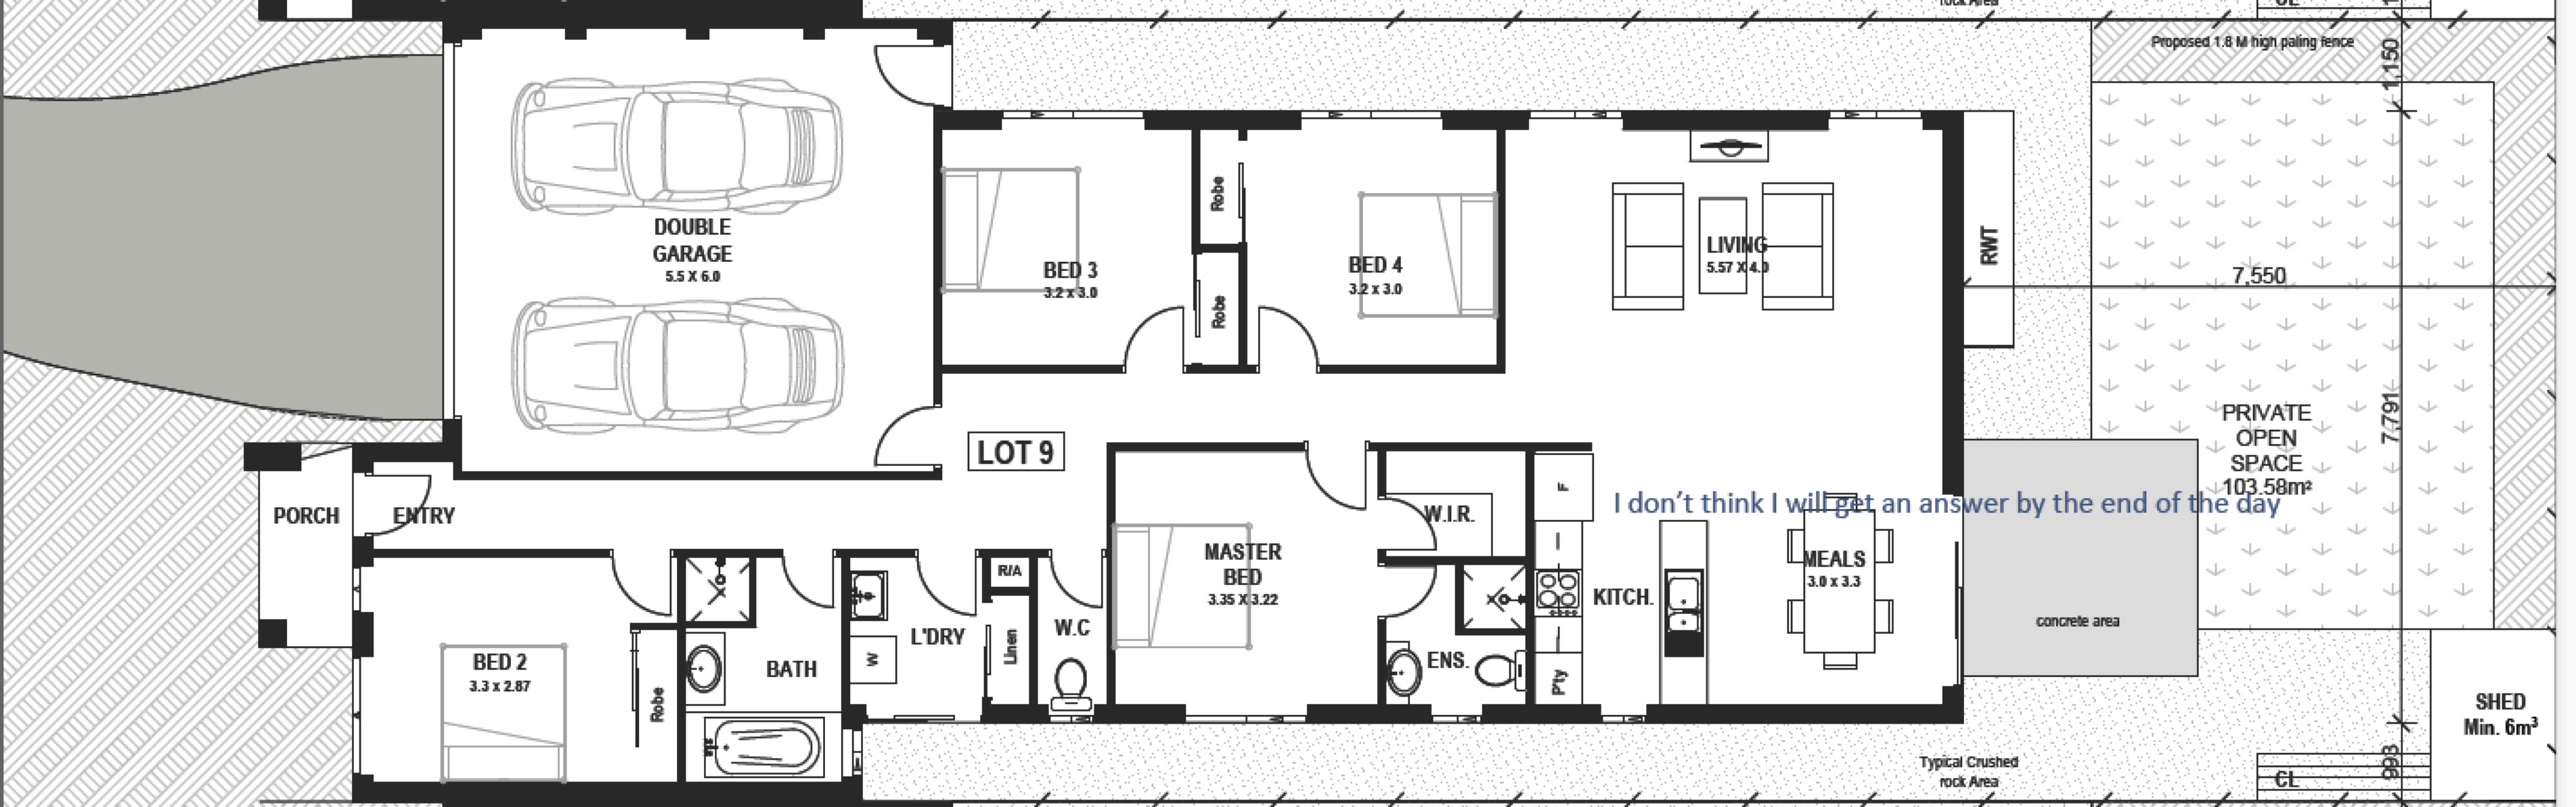 rock Area
CL
Proposed 1.8 M high paling fence
1,150
DOUBLE
GARAGE
5.5 X 6.0
BED 3
3.2 x 3.0
Robe
Robe
BED 4
3.2 x 3.0
LIVING
5.57 X 4.0
RWT
7,550
7,791
PRIVATE
OPEN
SPACE
103.58m²
LOT 9
PORCH
ENTRY
I don't think I will get an answer by the end of the day
W.I.R.
F
MASTER
BED
3.35 X 3.22
R/A
Linen
W.C
L'DRY
W
BATH
BED 2
3.3 x 2.87
Robe
ENS.
P'ty
KITCH.
MEALS
3.0 x 3.3
concrete area
SHED
Min. 6m³
Typical Crushed
rock Area
CL
993